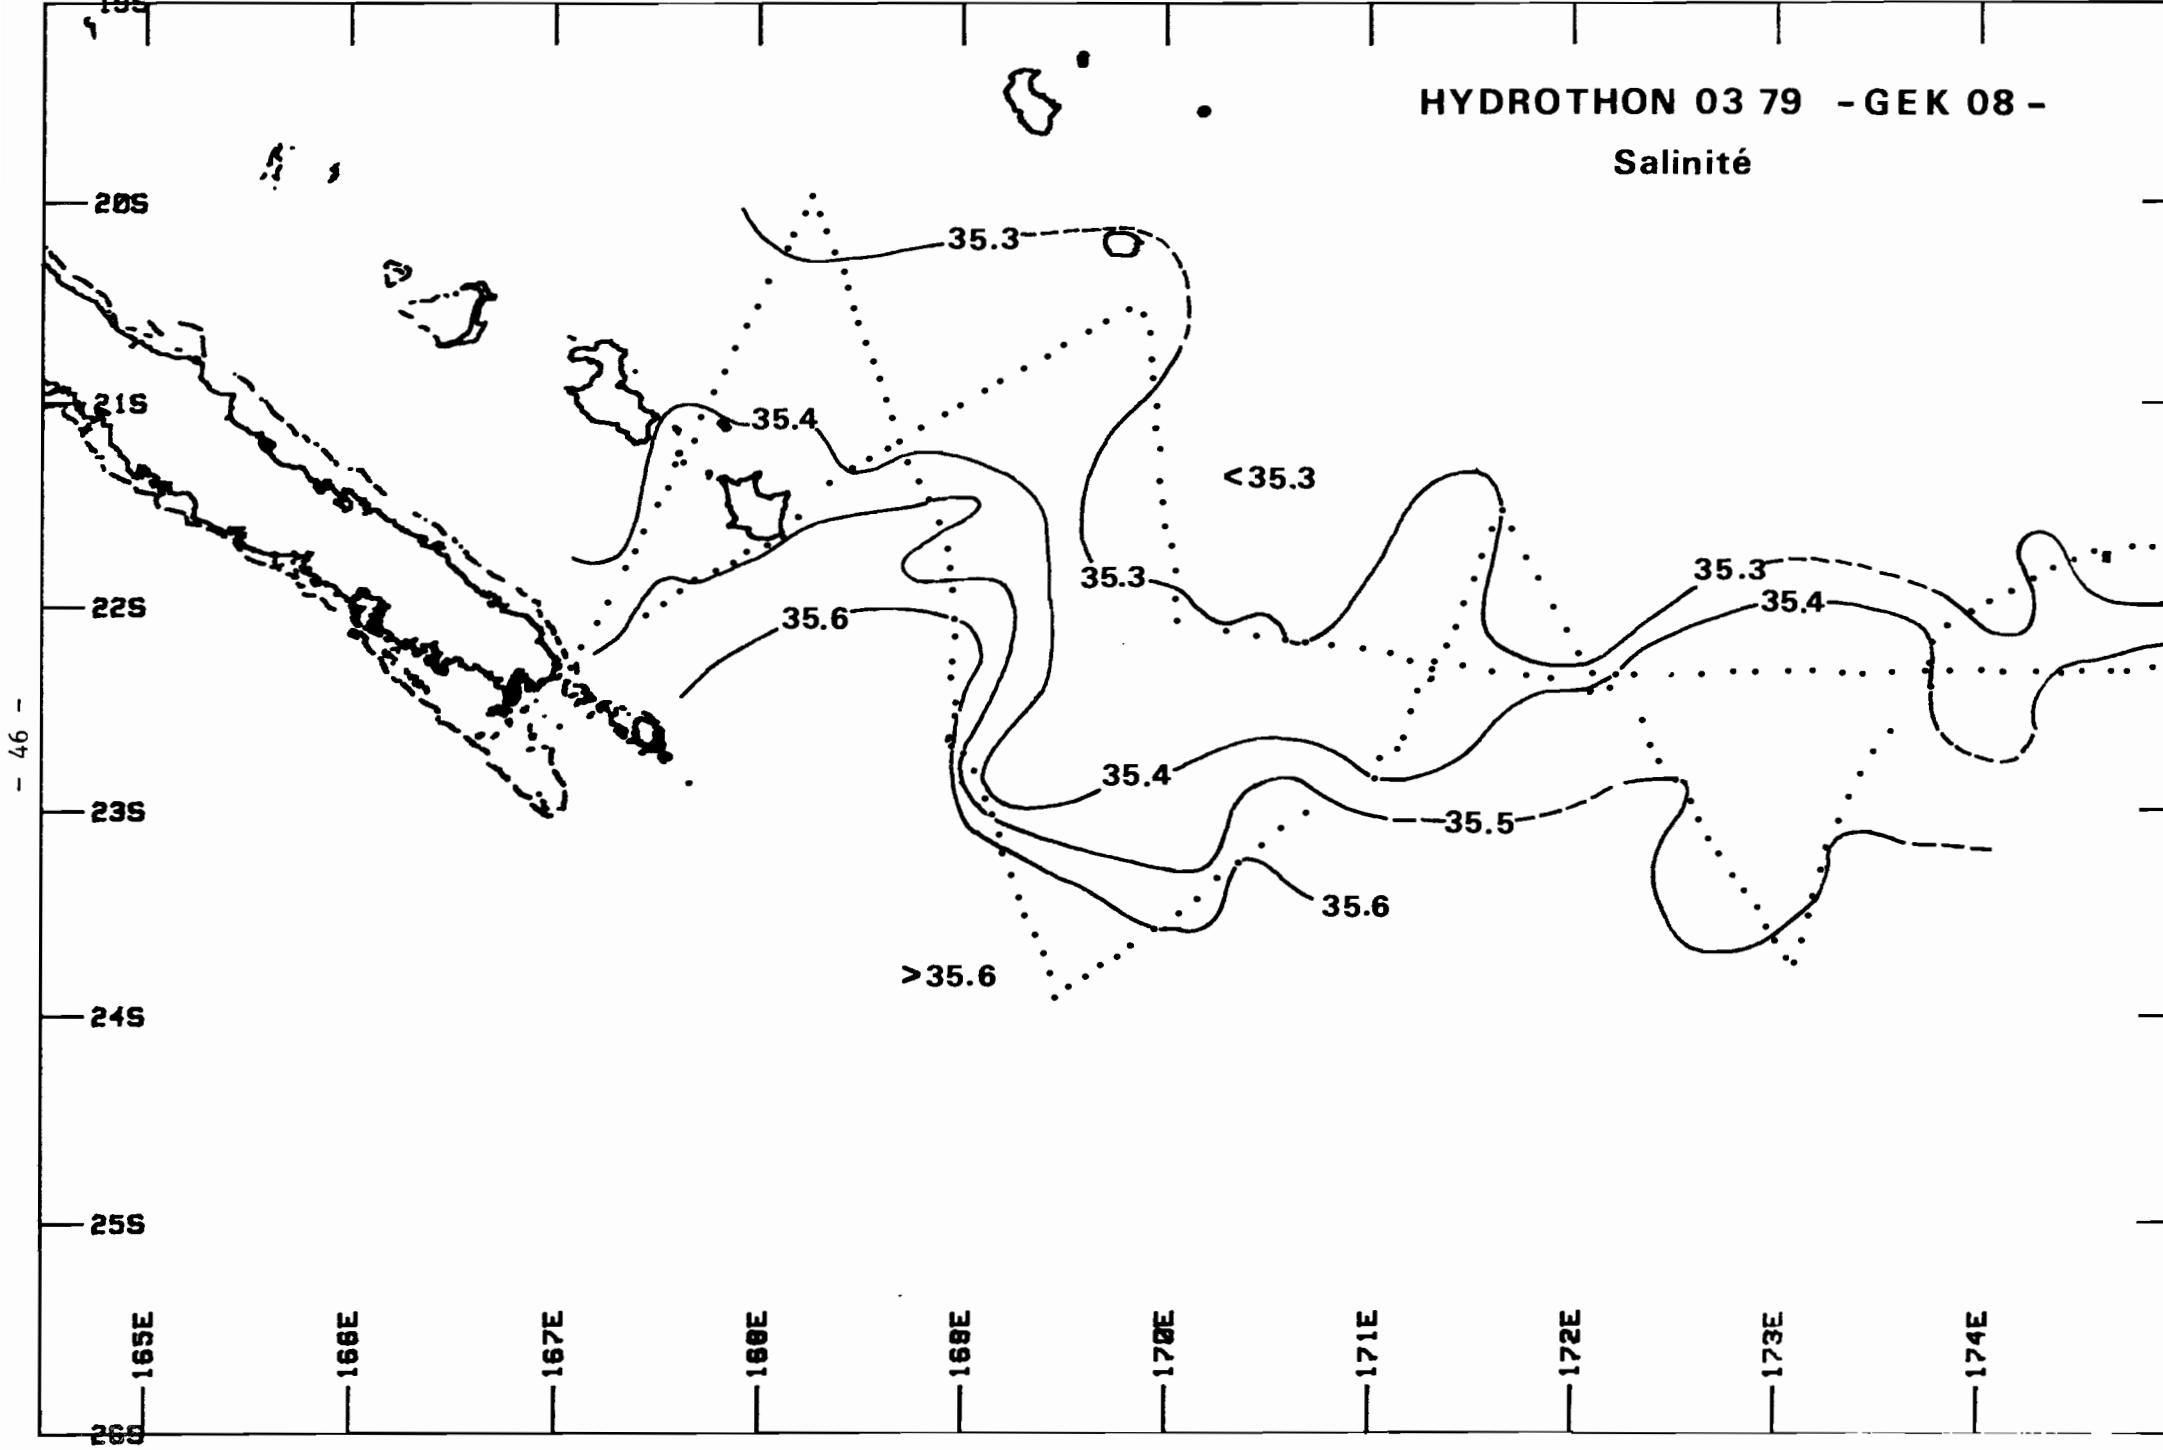 19S
HYDROTHON 03 79 -GEK 08-
Salinité
20S
35.3
21S
35.4
<35.3
35.3
35.3
22S
35.4
35.6
- 46 -
35.4
23S
35.5
35.6
>35.6
24S
25S
165E
166E
167E
168E
168E
170E
171E
172E
173E
174E
26S